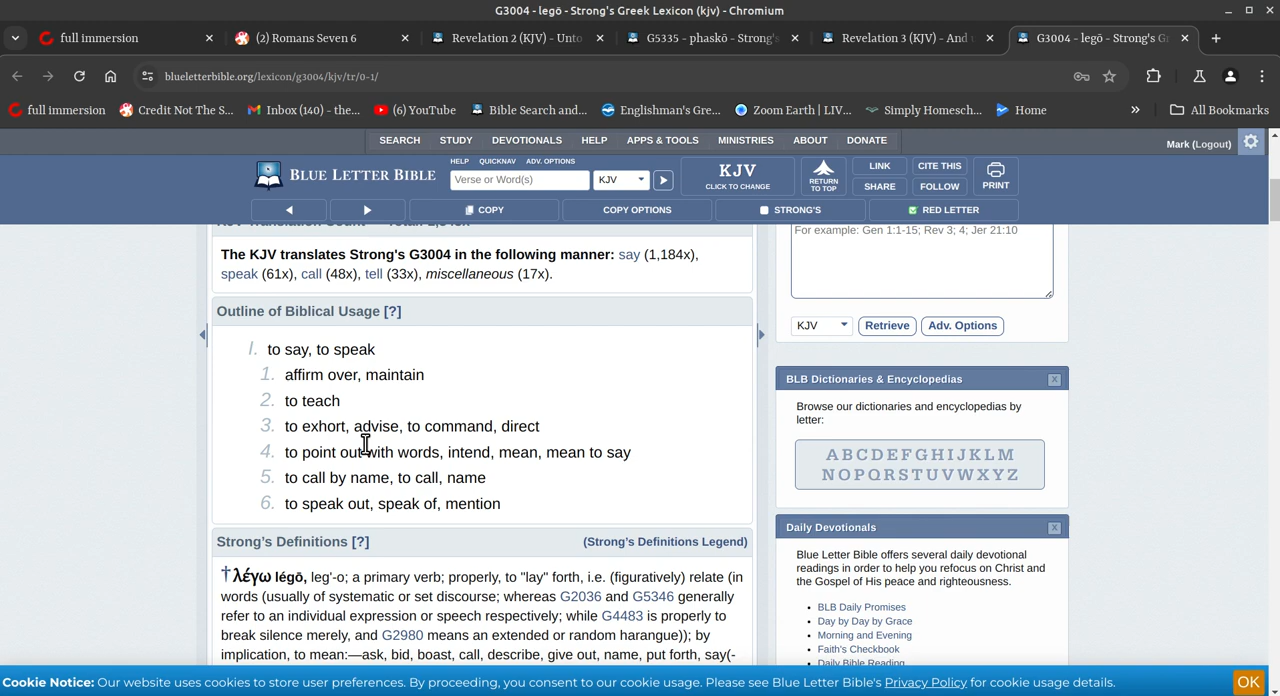 G3004 - legō - Strong's Greek Lexicon (kjv) - Chromium
full immersion
(2) Romans Seven 6
Revelation 2 (KJV) - Unto
G5335 - phaskō - Strong's
Revelation 3 (KJV) - And
G3004 - legō - Strong's Gr
blueletterbible.org/lexicon/g3004/kjv/tr/0-1/
full immersion
Credit Not The S...
Inbox (140) - the...
(6) YouTube
Bible Search and...
Englishman's Gre...
Zoom Earth | LIV...
Simply Homesch...
Home
»
All Bookmarks
SEARCH STUDY DEVOTIONALS HELP APPS & TOOLS MINISTRIES ABOUT DONATE
Mark (Logout)
BLUE LETTER BIBLE
HELP QUICKNAV ADV. OPTIONS
Verse or Word(s)
KJV
KJV
CLICK TO CHANGE
RETURN
TO TOP
LINK
SHARE
CITE THIS
FOLLOW
PRINT
COPY
COPY OPTIONS
STRONG'S
RED LETTER
The KJV translates Strong's G3004 in the following manner: say (1,184x),
speak (61x), call (48x), tell (33x), miscellaneous (17x).
Outline of Biblical Usage [?]
I. to say, to speak
1. affirm over, maintain
2. to teach
3. to exhort, advise, to command, direct
4. to point out with words, intend, mean, mean to say
5. to call by name, to call, name
6. to speak out, speak of, mention
Strong's Definitions [?]
(Strong's Definitions Legend)
†λέγω légō, leg'-o; a primary verb; properly, to "lay" forth, i.e. (figuratively) relate (in
words (usually of systematic or set discourse; whereas G2036 and G5346 generally
refer to an individual expression or speech respectively; while G4483 is properly to
break silence merely, and G2980 means an extended or random harangue)); by
implication, to mean:—ask, bid, boast, call, describe, give out, name, put forth, say(-
For example: Gen 1:1-15; Rev 3; 4; Jer 21:10
KJV
Retrieve
Adv. Options
BLB Dictionaries & Encyclopedias
X
Browse our dictionaries and encyclopedias by
letter:
A B C D E F G H I J K L M
N O P Q R S T U V W X Y Z
Daily Devotionals
X
Blue Letter Bible offers several daily devotional
readings in order to help you refocus on Christ and
the Gospel of His peace and righteousness.
• BLB Daily Promises
• Day by Day by Grace
• Morning and Evening
• Faith's Checkbook
• Daily Bible Reading
Cookie Notice: Our website uses cookies to store user preferences. By proceeding, you consent to our cookie usage. Please see Blue Letter Bible's Privacy Policy for cookie usage details.
OK